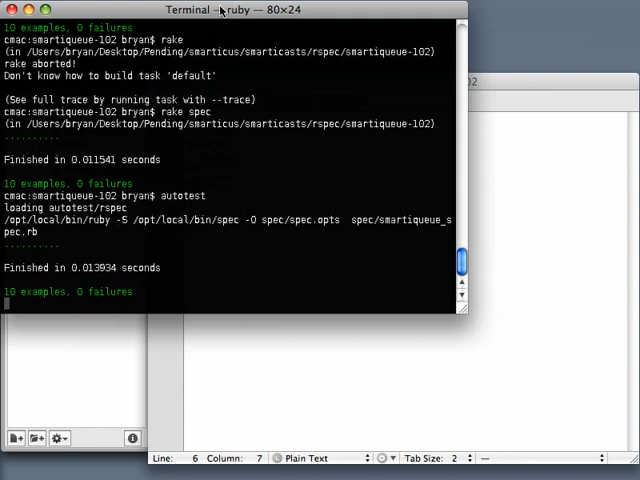 Terminal — ruby — 80×24
10 examples, 0 failures
cmac:smartiqueue-102 bryan$ rake
(in /Users/bryan/Desktop/Pending/smarticus/smarticasts/rspec/smartiqueue-102)
rake aborted!
Don't know how to build task 'default'
(See full trace by running task with --trace)
cmac:smartiqueue-102 bryan$ rake spec
(in /Users/bryan/Desktop/Pending/smarticus/smarticasts/rspec/smartiqueue-102)
..........
Finished in 0.011541 seconds
10 examples, 0 failures
cmac:smartiqueue-102 bryan$ autotest
loading autotest/rspec
/opt/local/bin/ruby -S /opt/local/bin/spec -O spec/spec.opts  spec/smartiqueue_s
pec.rb
..........
Finished in 0.013934 seconds
10 examples, 0 failures
02
Line: 6 Column: 7 L Plain Text Tab Size: 2 —